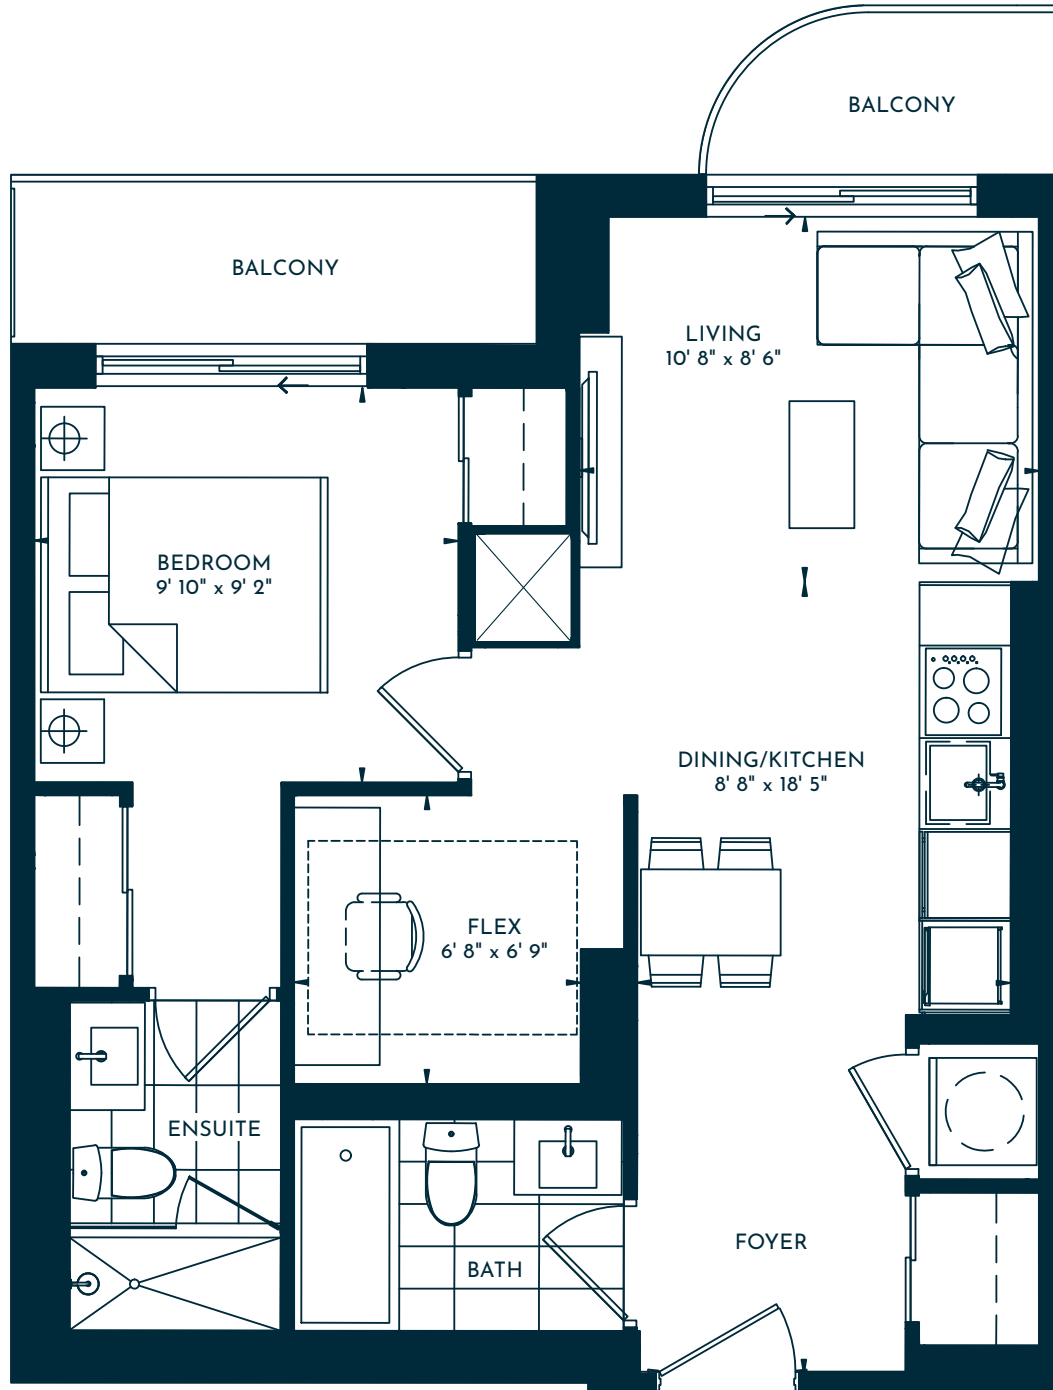 BALCONY
BALCONY
LIVING
10' 8" x 8' 6"
BEDROOM
9' 10" x 9' 2"
DINING/KITCHEN
8' 8" x 18' 5"
FLEX
6' 8" x 6' 9"
ENSUITE
FOYER
BATH